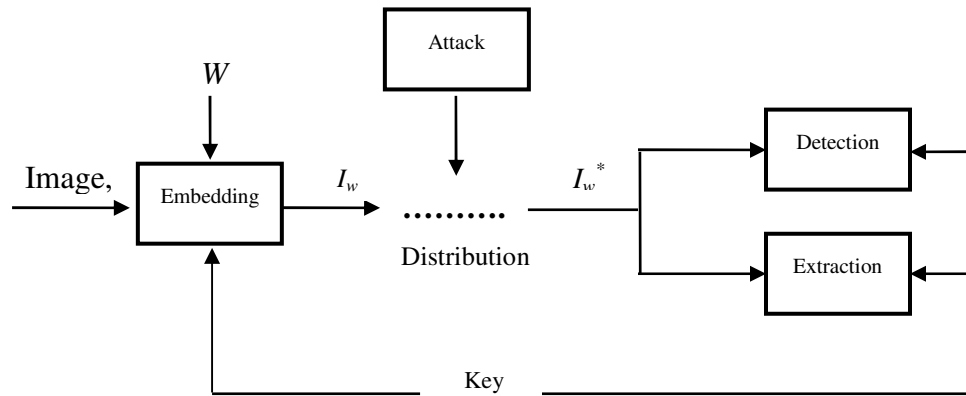 Attack
W
Detection
Image,
Embedding
I_w
I_w^*
..........
Distribution
Extraction
Key